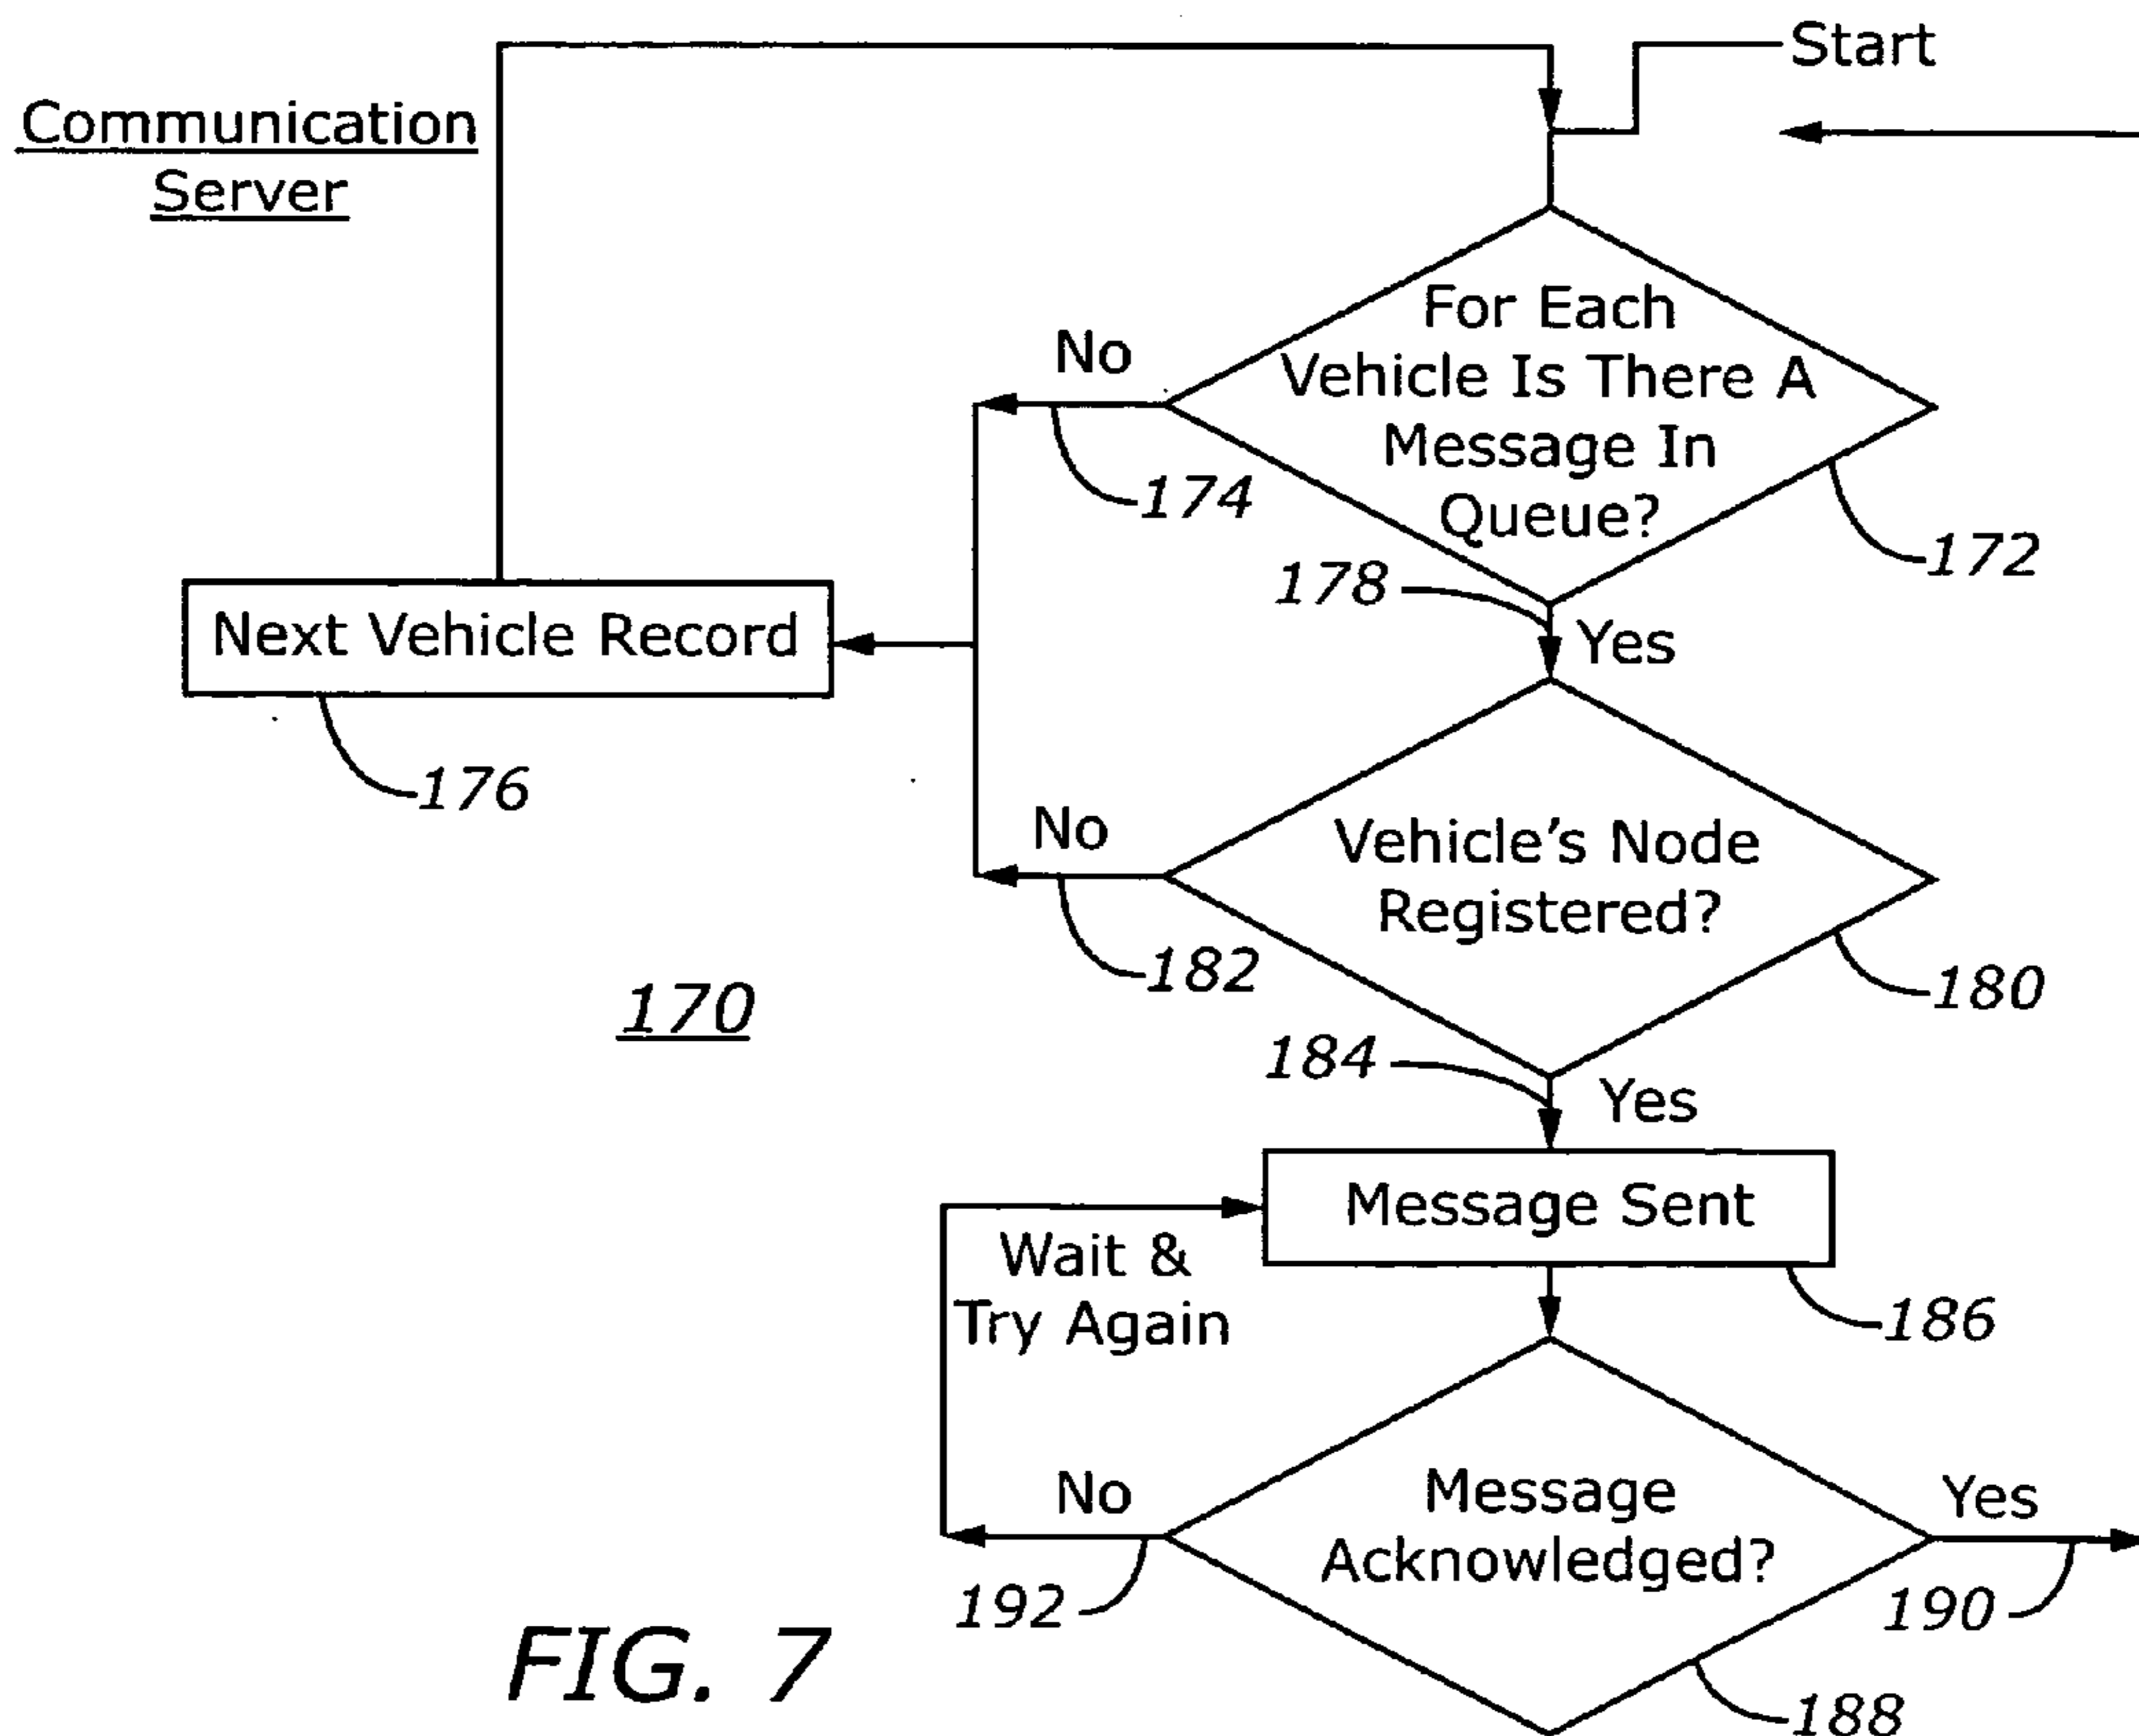 Start
Communication
Server
For Each
Vehicle Is There A
Message In
Queue?
No
174
172
178
Yes
Next Vehicle Record
176
Vehicle's Node
Registered?
No
182
180
170
184
Yes
Message Sent
Wait &
Try Again
186
Message
Acknowledged?
No
Yes
192
190
188
FIG. 7